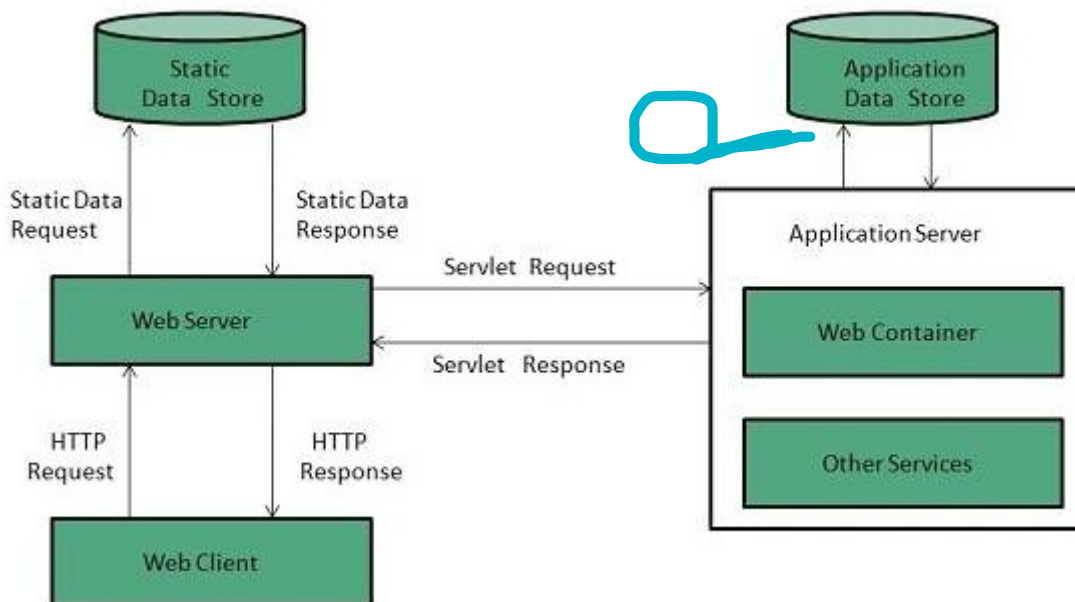 Static
Data Store
Application
Data Store
Static Data
Request
Static Data
Response
Servlet Request
Application Server
Web Server
Web Container
Servlet Response
HTTP
Request
HTTP
Response
Other Services
Web Client